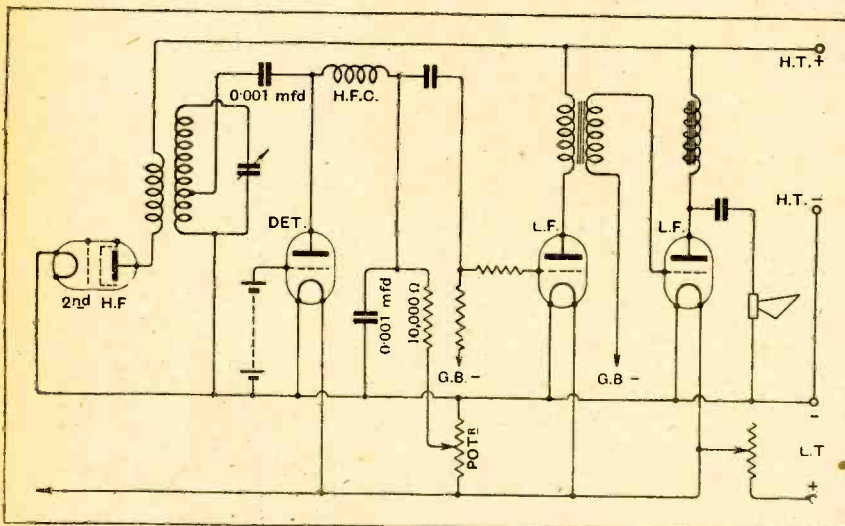 H.T.+
0·001 mfd
H.F.C.
H.T.−
DET.
L.F.
L.F.
2nd H.F
0·001 mfd
10,000 Ω
G.B.−
G.B−
POTR
−
L.T
+